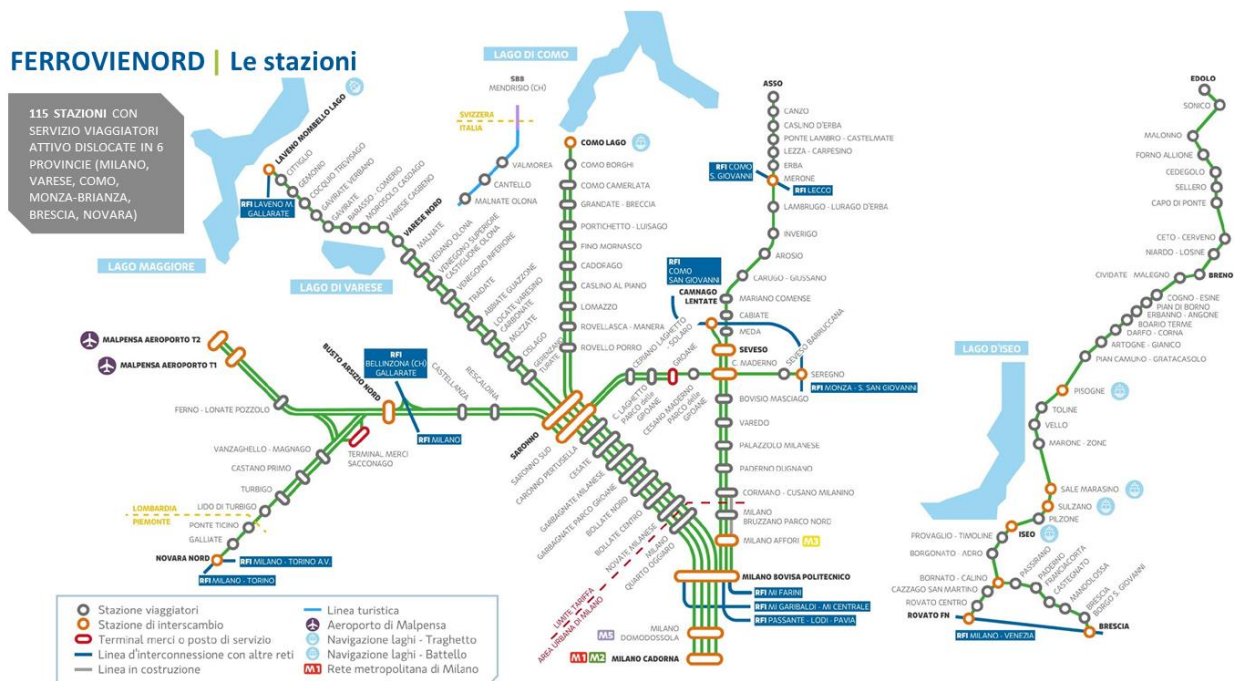 FERROVIENORD | Le stazioni
115 STAZIONI CON
SERVIZIO VIAGGIATORI
ATTIVO DISLOCATE IN 6
PROVINCIE (MILANO,
VARESE, COMO,
MONZA-BRIANZA,
BRESCIA, NOVARA)
LAGO MAGGIORE
LAGO DI VARESE
LAGO DI COMO
LAGO D'ISEO
LAVENO MOMBELLO LAGO
RFI LAVENO M.
GALLARATE
CITTIGLIO
GEMONIO
COCQUIO TREVISAGO
GAVIRATE VERBANO
GAVIRATE
BARASSO - COMERIO
MOROSOLO CASDAGO
VARESE CASBENO
VARESE NORD
MALNATE
VEDANO OLONA
VENEGONO SUPERIORE
CASTIGLIONE OLONA
VENEGONO INFERIORE
TRADATE
ABBIATE GUAZZONE
LOCATE VARESINO
CARBONATE
MOZZATE
CISLAGO
GERENZANO
TURATE
SBB
MENDRISIO (CH)
SVIZZERA
ITALIA
VALMOREA
CANTELLO
MALNATE OLONA
COMO LAGO
COMO BORGHI
COMO CAMERLATA
GRANDATE - BRECCIA
PORTICHETTO - LUISAGO
FINO MORNASCO
CADORAGO
CASLINO AL PIANO
LOMAZZO
ROVELLASCA - MANERA
ROVELLO PORRO
ASSO
CANZO
CASLINO D'ERBA
PONTE LAMBRO - CASTELMATE
LEZZA - CARPESINO
ERBA
RFI COMO
S. GIOVANNI
MERONE
RFI LECCO
LAMBRUGO - LURAGO D'ERBA
INVERIGO
AROSIO
CARUGO - GIUSSANO
MARIANO COMENSE
CABIATE
MEDA
RFI
COMO
SAN GIOVANNI
CAMNAGO
LENTATE
SEVESO
C. MADERNO
SEVESO BARRUCCANA
SEREGNO
RFI MONZA - S. SAN GIOVANNI
CERIANO LAGHETTO
- SOLARO
GROANE
C. LAGHETTO
PARCO delle
GROANE
CESANO MADERNO
PARCO delle
GROANE
BOVISIO MASCIAGO
VAREDO
PALAZZOLO MILANESE
PADERNO DUGNANO
CORMANO - CUSANO MILANINO
MILANO
BRUZZANO PARCO NORD
MILANO AFFORI M3
MILANO BOVISA POLITECNICO
RFI MI FARINI
RFI MI GARIBALDI - MI CENTRALE
RFI PASSANTE - LODI - PAVIA
M5 MILANO
DOMODOSSOLA
M1 M2 MILANO CADORNA
MALPENSA AEROPORTO T2
MALPENSA AEROPORTO T1
FERNO - LONATE POZZOLO
BUSTO ARSIZIO NORD
RFI
BELLINZONA (CH)
GALLARATE
RFI MILANO
CASTELLANZA
RESCALDINA
SARONNO
VANZAGHELLO - MAGNAGO
TERMINAL MERCI
SACCONAGO
CASTANO PRIMO
TURBIGO
LOMBARDIA
PIEMONTE
LIDO DI TURBIGO
PONTE TICINO
GALLIATE
NOVARA NORD
RFI MILANO - TORINO A.V.
RFI MILANO - TORINO
SARONNO SUD
CARONNO PERTUSELLA
CESATE
GARBAGNATE MILANESE
GARBAGNATE PARCO GROANE
BOLLATE NORD
BOLLATE CENTRO
NOVATE MILANESE
MILANO
QUARTO OGGIARO
LIMITE TARIFFA
AREA URBANA DI MILANO
EDOLO
SONICO
MALONNO
FORNO ALLIONE
CEDEGOLO
SELLERO
CAPO DI PONTE
CETO - CERVENO
NIARDO - LOSINE
BRENO
CIVIDATE MALEGNO
COGNO - ESINE
PIAN DI BORNO
ERBANNO - ANGONE
BOARIO TERME
DARFO - CORNA
ARTOGNE - GIANICO
PIAN CAMUNO - GRATACASOLO
PISOGNE
TOLINE
VELLO
MARONE - ZONE
SALE MARASINO
SULZANO
PILZONE
ISEO
PROVAGLIO - TIMOLINE
BORGONATO - ADRO
BORNATO - CALINO
CAZZAGO SAN MARTINO
ROVATO CENTRO
ROVATO FN
RFI MILANO - VENEZIA
PASSIRANO
PADERNO
FRANCIACORTA
CASTEGNATO
MANDOLOSSA
BRESCIA
BORGO S. GIOVANNI
BRESCIA
Stazione viaggiatori
Stazione di interscambio
Terminal merci o posto di servizio
Linea d'interconnessione con altre reti
Linea in costruzione
Linea turistica
Aeroporto di Malpensa
Navigazione laghi - Traghetto
Navigazione laghi - Battello
M1 Rete metropolitana di Milano